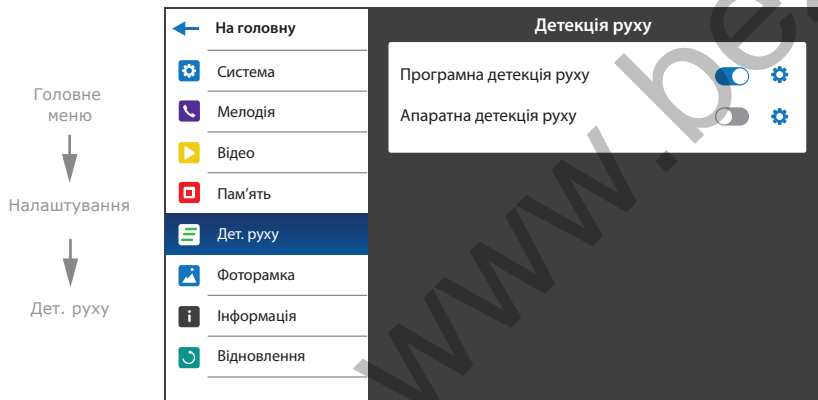 Головне
меню
Налаштування
Дет. руху
На головну
Система
Мелодія
Відео
Пам'ять
Дет. руху
Фоторамка
Інформація
Відновлення
Детекція руху
Програмна детекція руху
Апаратна детекція руху
www.bez